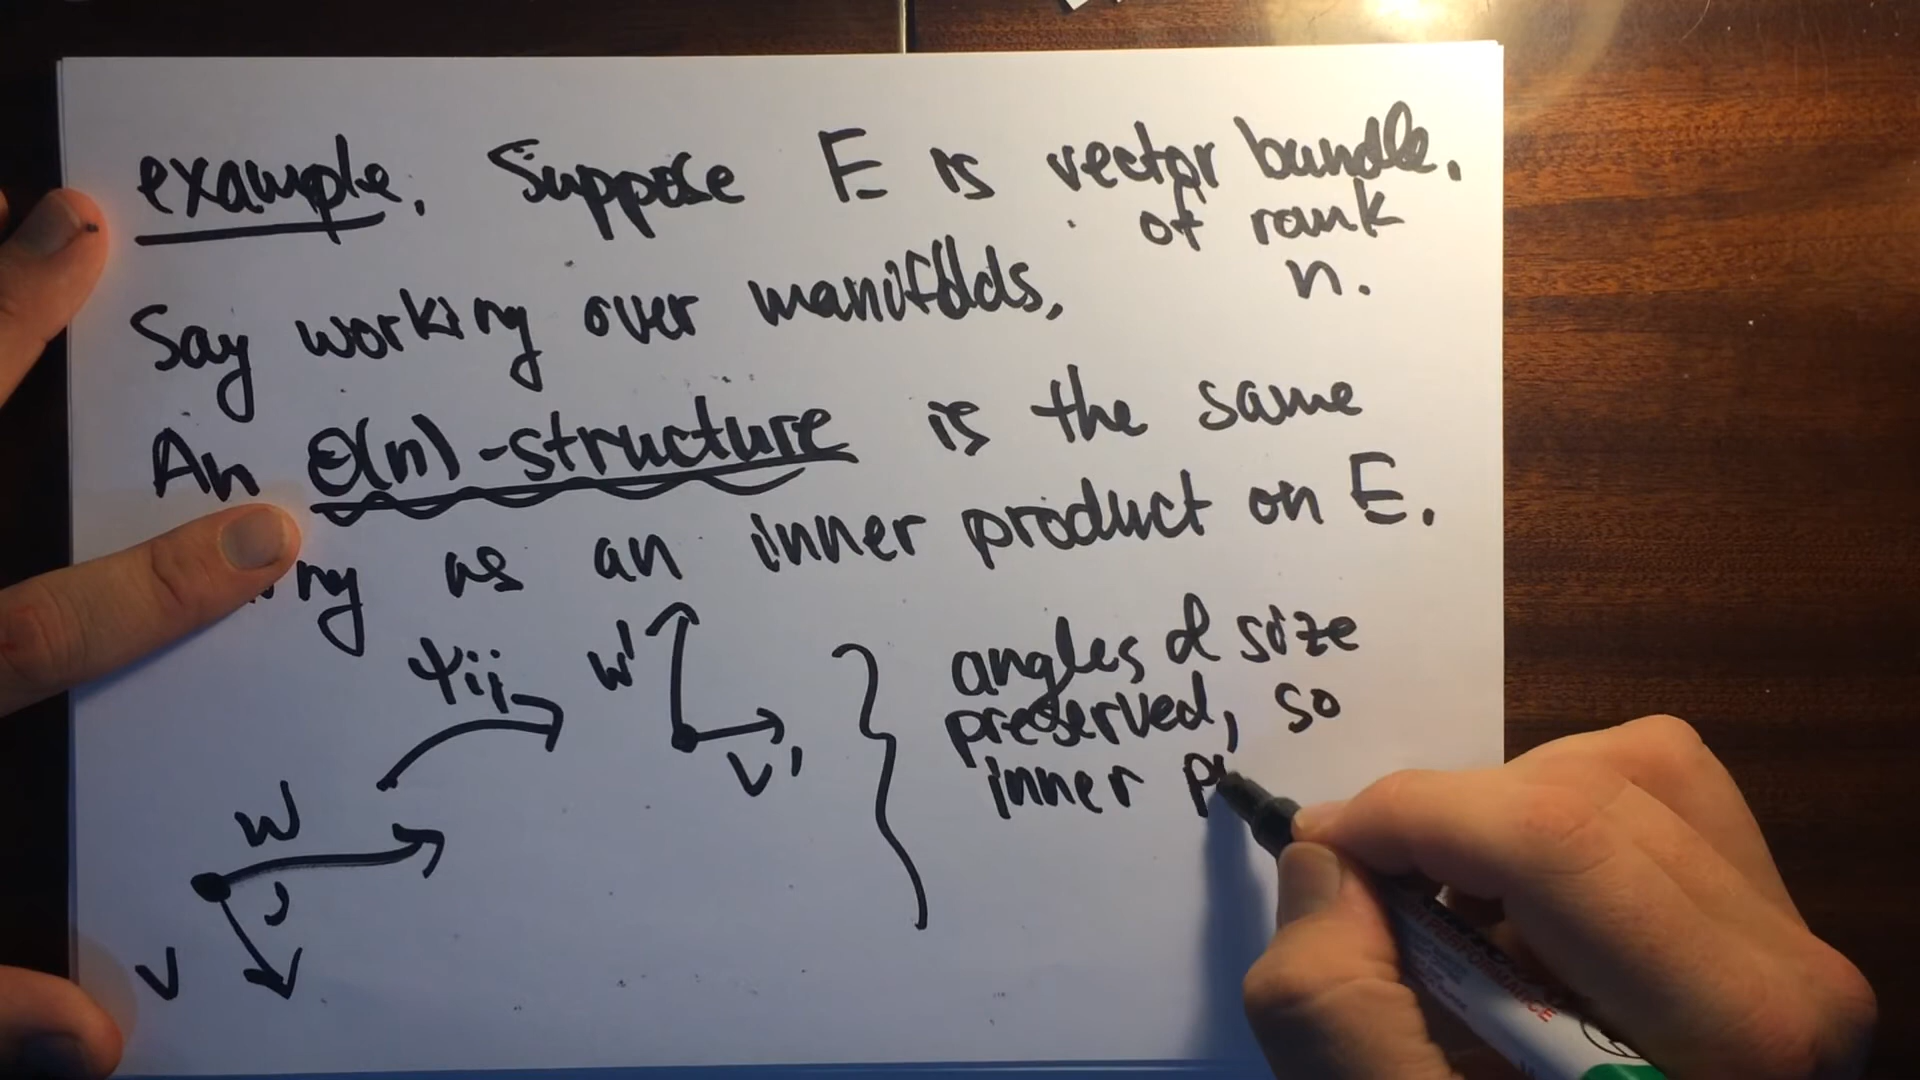 example. Suppose E is vector bundle.
of rank
n.
Say working over manifolds.
An O(n)-structure is the same
as an inner product on E.
ψij
w'
v'
w
v
angles & size
preserved, so
inner p